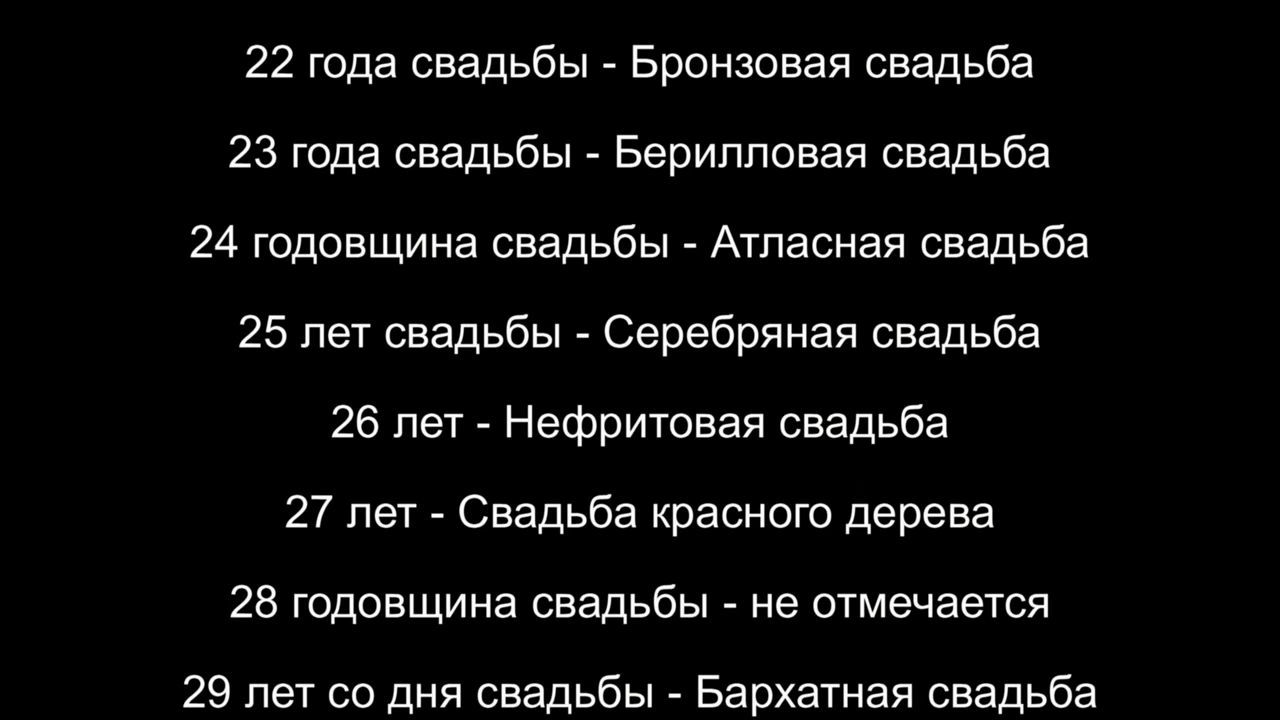 22 года свадьбы - Бронзовая свадьба
23 года свадьбы - Берилловая свадьба
24 годовщина свадьбы - Атласная свадьба
25 лет свадьбы - Серебряная свадьба
26 лет - Нефритовая свадьба
27 лет - Свадьба красного дерева
28 годовщина свадьбы - не отмечается
29 лет со дня свадьбы - Бархатная свадьба